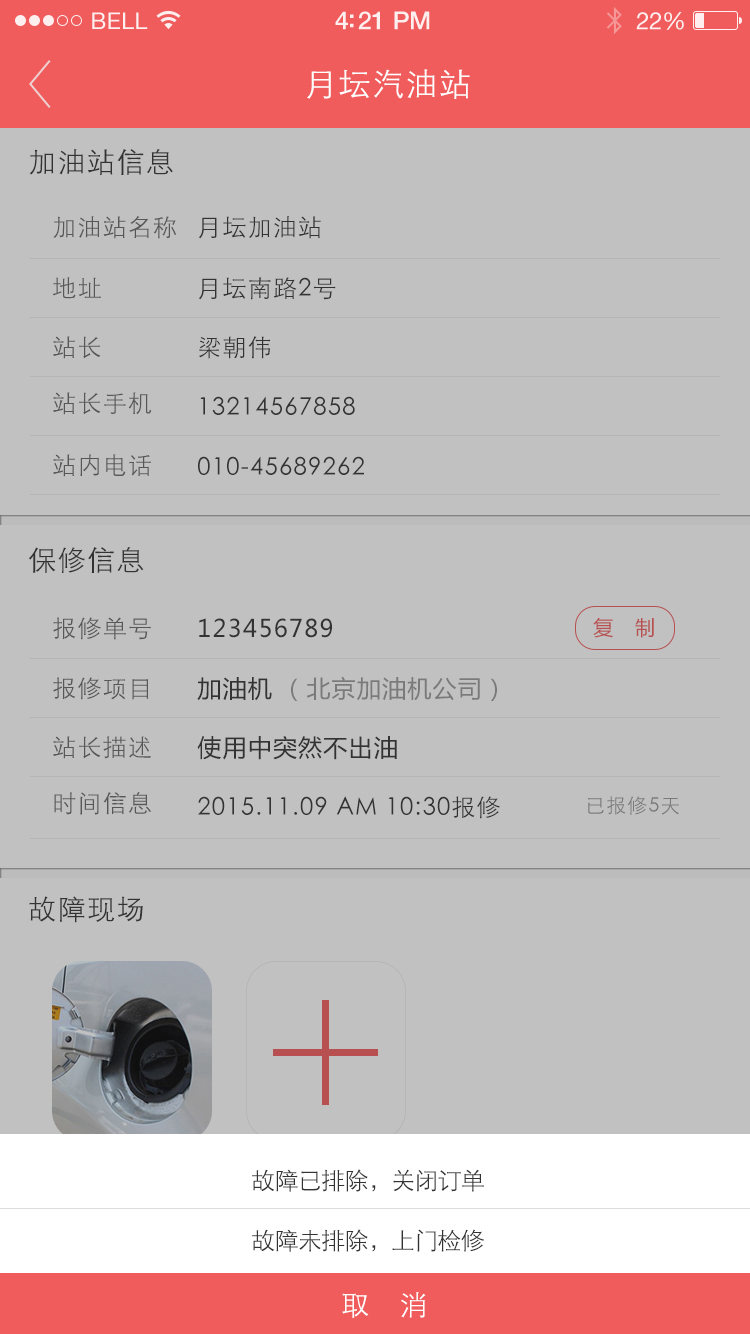 BELL 4:21 PM 22%
月坛汽油站
加油站信息
加油站名称 月坛加油站
地址 月坛南路2号
站长 梁朝伟
站长手机 13214567858
站内电话 010-45689262
保修信息
报修单号 123456789 复 制
报修项目 加油机（北京加油机公司）
站长描述 使用中突然不出油
时间信息 2015.11.09 AM 10:30报修 已报修5天
故障现场
故障已排除，关闭订单
故障未排除，上门检修
取 消